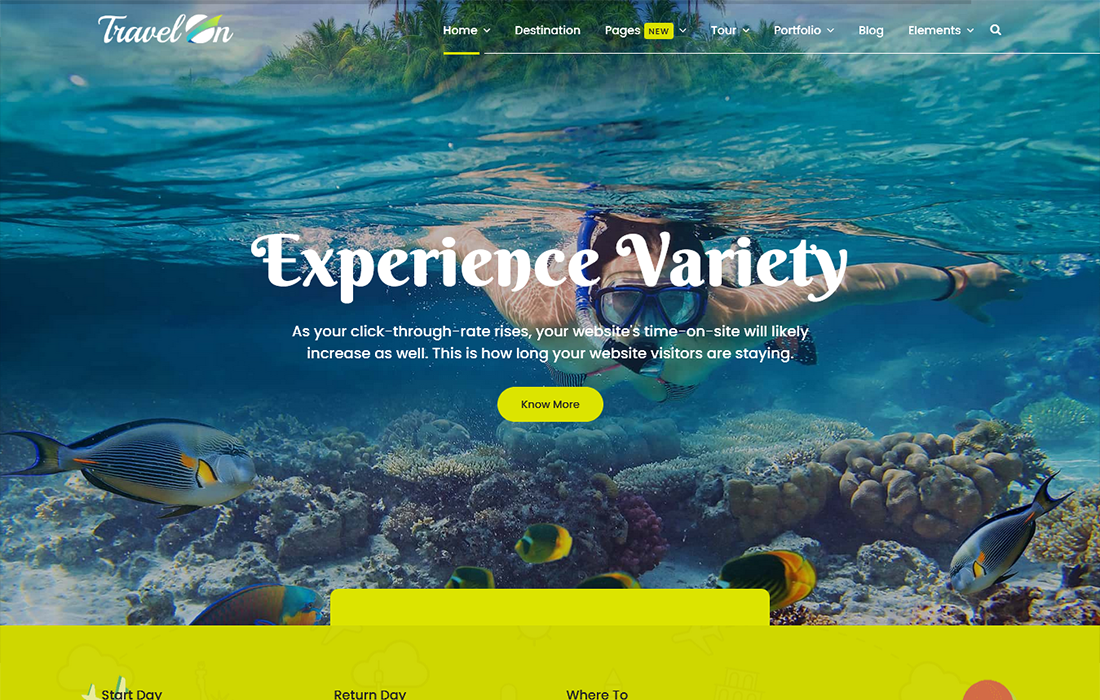 TravelOn
Home Destination Pages NEW Tour Portfolio Blog Elements
Experience Variety
As your click-through-rate rises, your website's time-on-site will likely
increase as well. This is how long your website visitors are staying.
Know More
Start Day Return Day Where To